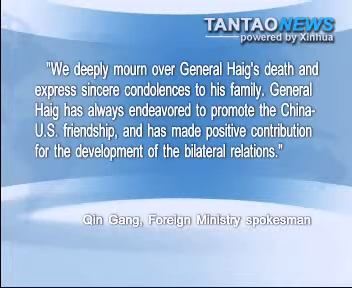 TANTAO NEWS
powered by Xinhua
"We deeply mourn over General Haig's death and
express sincere condolences to his family. General
Haig has always endeavored to promote the China-
U.S. friendship, and has made positive contribution
for the development of the bilateral relations."
Qin Gang, Foreign Ministry spokesman